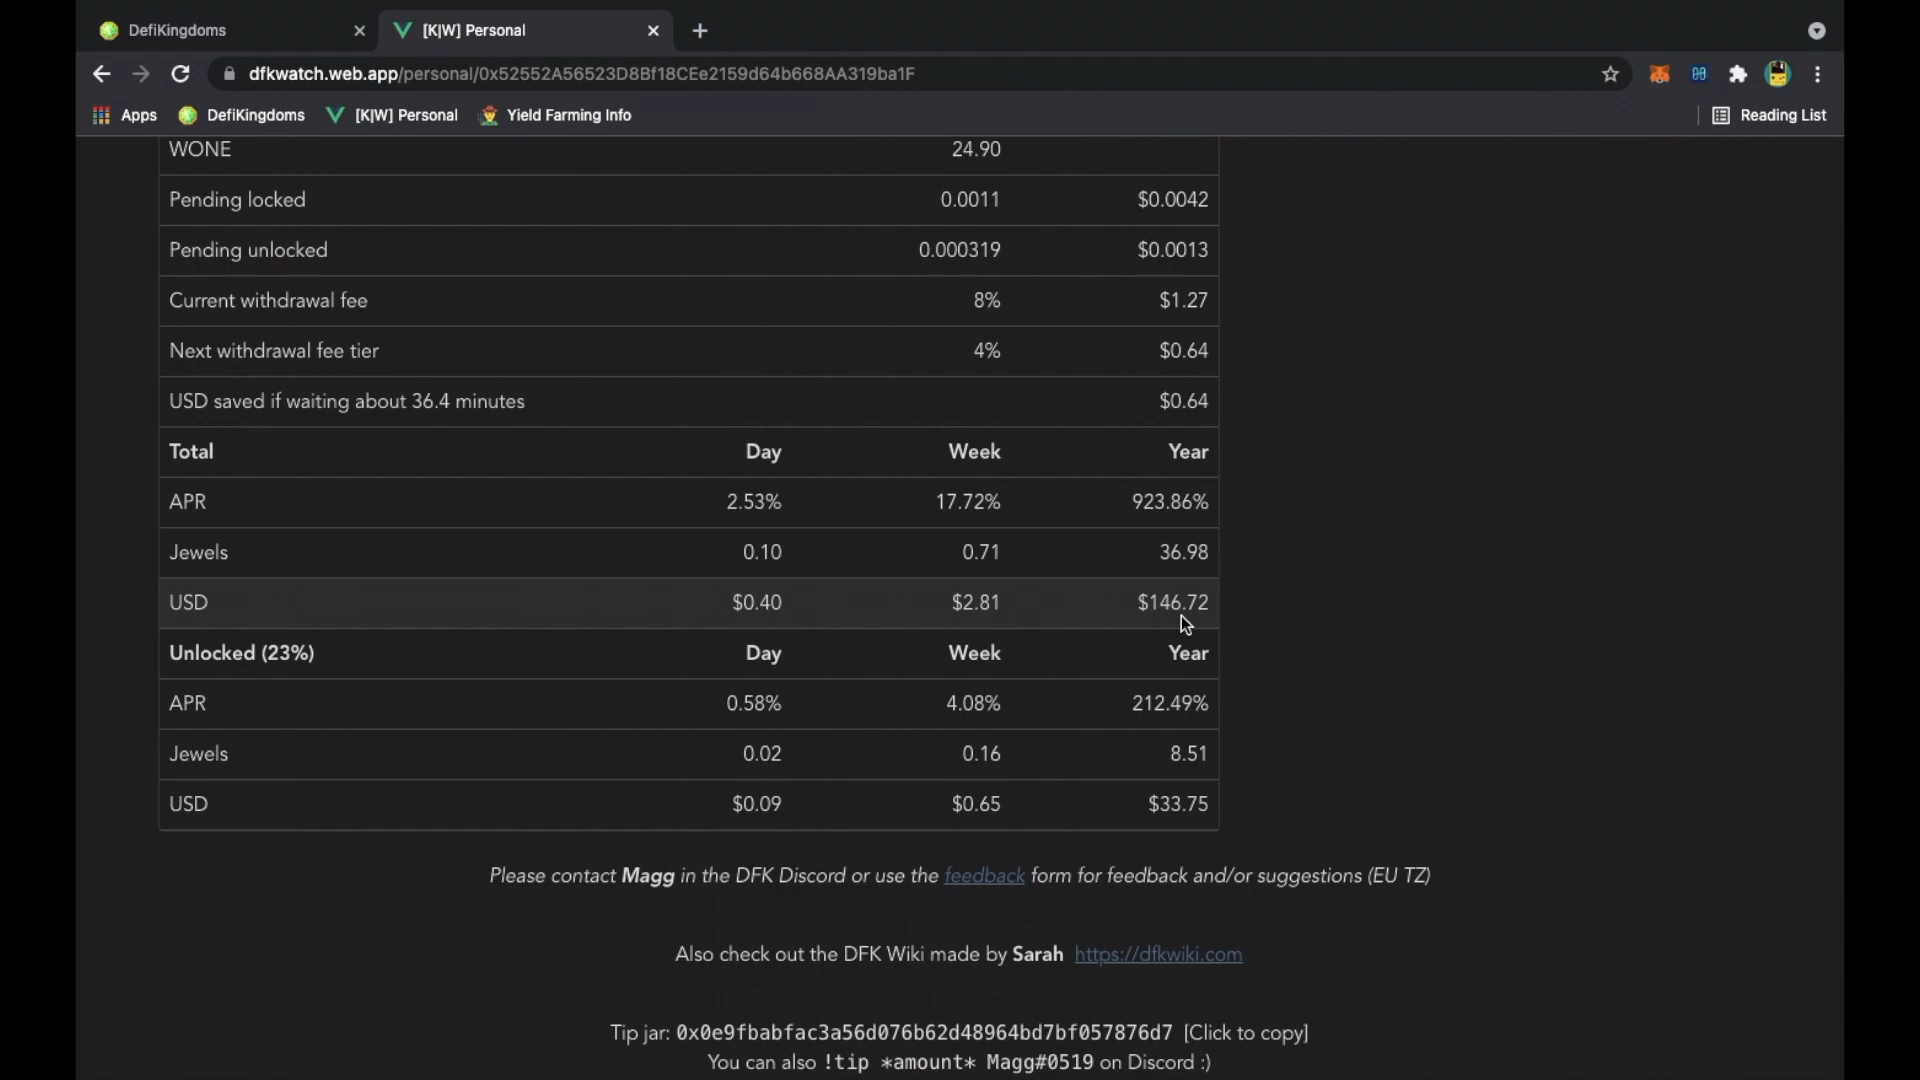 DefiKingdoms
[K|W] Personal
dfkwatch.web.app/personal/0x52552A56523D8Bf18CEe2159d64b668AA319ba1F
Apps DefiKingdoms [K|W] Personal Yield Farming Info Reading List
WONE 24.90
Pending locked 0.0011 $0.0042
Pending unlocked 0.000319 $0.0013
Current withdrawal fee 8% $1.27
Next withdrawal fee tier 4% $0.64
USD saved if waiting about 36.4 minutes $0.64
Total Day Week Year
APR 2.53% 17.72% 923.86%
Jewels 0.10 0.71 36.98
USD $0.40 $2.81 $146.72
Unlocked (23%) Day Week Year
APR 0.58% 4.08% 212.49%
Jewels 0.02 0.16 8.51
USD $0.09 $0.65 $33.75
Please contact Magg in the DFK Discord or use the feedback form for feedback and/or suggestions (EU TZ)
Also check out the DFK Wiki made by Sarah https://dfkwiki.com
Tip jar: 0x0e9fbabfac3a56d076b62d48964bd7bf057876d7 [Click to copy]
You can also !tip *amount* Magg#0519 on Discord :)